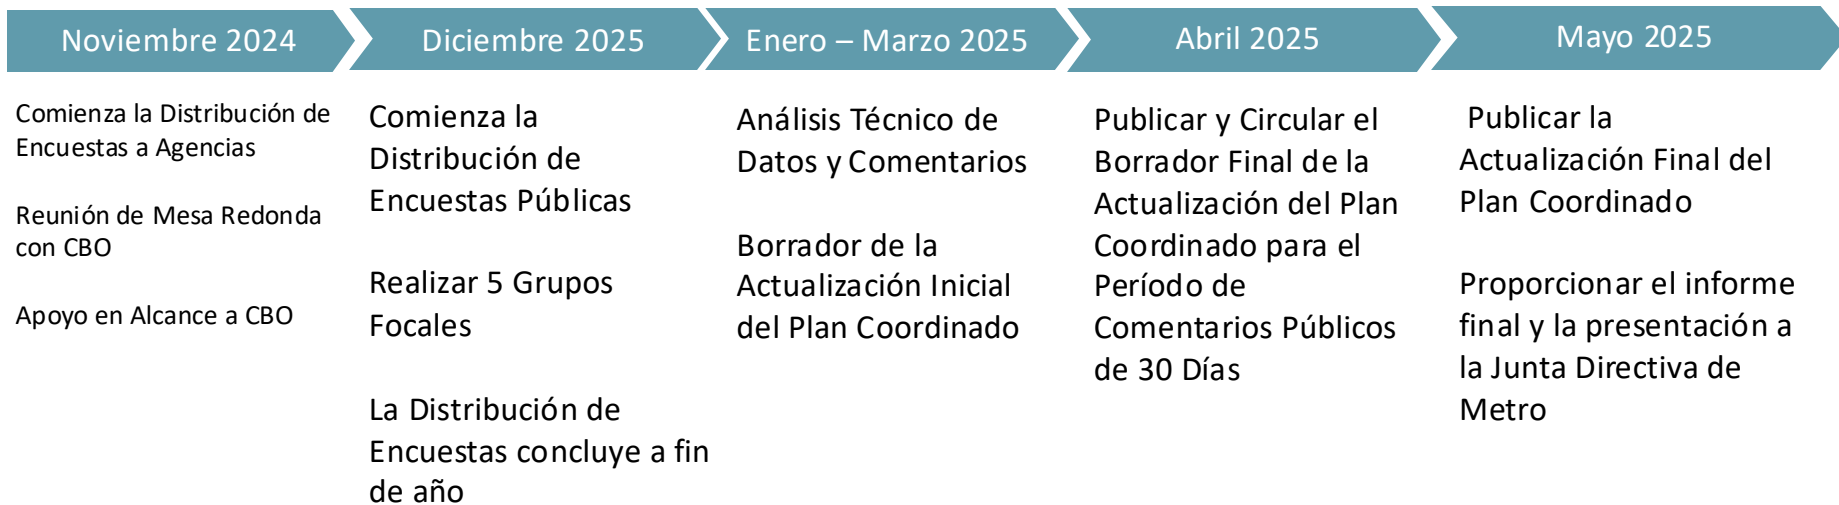 Noviembre 2024
Comienza la Distribución de
Encuestas a Agencias
Reunión de Mesa Redonda
con CBO
Apoyo en Alcance a CBO
Diciembre 2025
Comienza la
Distribución de
Encuestas Públicas
Realizar 5 Grupos
Focales
La Distribución de
Encuestas concluye a fin
de año
Enero – Marzo 2025
Análisis Técnico de
Datos y Comentarios
Borrador de la
Actualización Inicial
del Plan Coordinado
Abril 2025
Publicar y Circular el
Borrador Final de la
Actualización del Plan
Coordinado para el
Período de
Comentarios Públicos
de 30 Días
Mayo 2025
Publicar la
Actualización Final del
Plan Coordinado
Proporcionar el informe
final y la presentación a
la Junta Directiva de
Metro